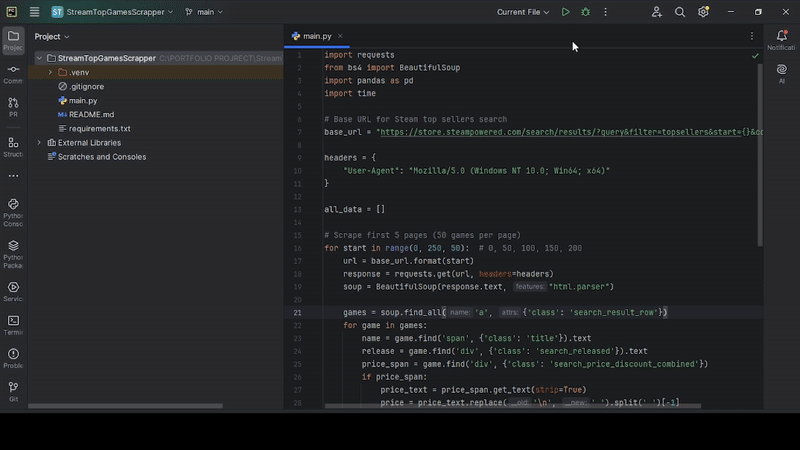 PC
ST
StreamTopGamesScrapper
main
Current File
Project
main.py
Project
Notificati
StreamTopGamesScrapper C:\PORTFOLIO PROJRECT\Stream
.venv
.gitignore
main.py
README.md
requirements.txt
External Libraries
Scratches and Consoles
Comm
PR
Struct
Python
Consc
Python
Packag
Servic
Termi
Proble
Git
AI
1 import requests
2 from bs4 import BeautifulSoup
3 import pandas as pd
4 import time
5
6 # Base URL for Steam top sellers search
7 base_url = "https://store.steampowered.com/search/results/?query&filter=topsellers&start={}&cc
8
9 headers = {
10 "User-Agent": "Mozilla/5.0 (Windows NT 10.0; Win64; x64)"
11 }
12
13 all_data = []
14
15 # Scrape first 5 pages (50 games per page)
16 for start in range(0, 250, 50): # 0, 50, 100, 150, 200
17 url = base_url.format(start)
18 response = requests.get(url, headers=headers)
19 soup = BeautifulSoup(response.text, features: "html.parser")
20
21 games = soup.find_all( name: 'a', attrs: {'class': 'search_result_row'})
22 for game in games:
23 name = game.find('span', {'class': 'title'}).text
24 release = game.find('div', {'class': 'search_released'}).text
25 price_span = game.find('div', {'class': 'search_price_discount_combined'})
26 if price_span:
27 price_text = price_span.get_text(strip=True)
28 price = price_text.replace( __old: '\n', __new: ' ').split(' ')[-1]